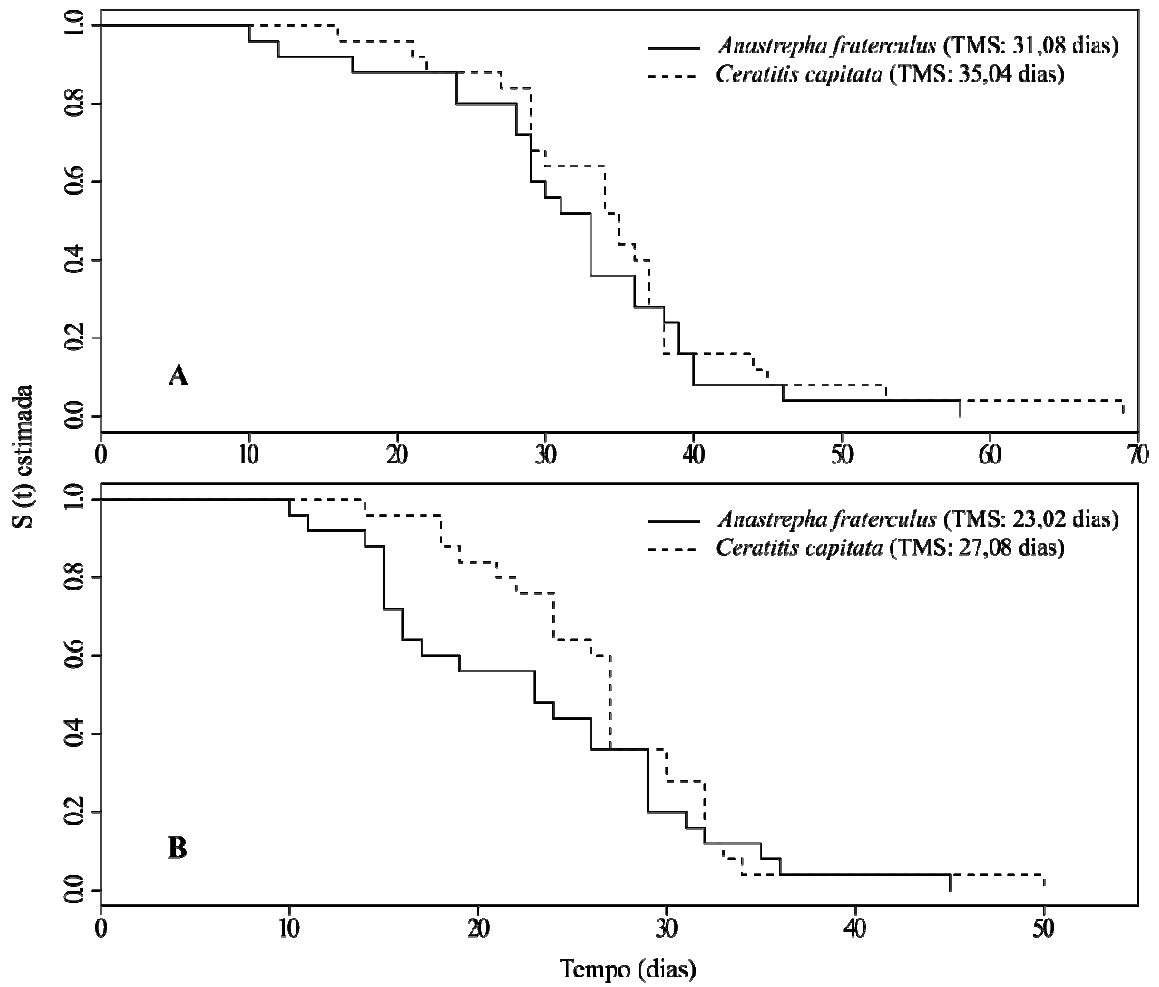 1.0
0.8
0.6
0.4
0.2
0.0
Anastrepha fraterculus (TMS: 31,08 dias)
Ceratitis capitata (TMS: 35,04 dias)
A
0 10 20 30 40 50 60 70
S (t) estimada
1.0
0.8
0.6
0.4
0.2
0.0
Anastrepha fraterculus (TMS: 23,02 dias)
Ceratitis capitata (TMS: 27,08 dias)
B
0 10 20 30 40 50
Tempo (dias)